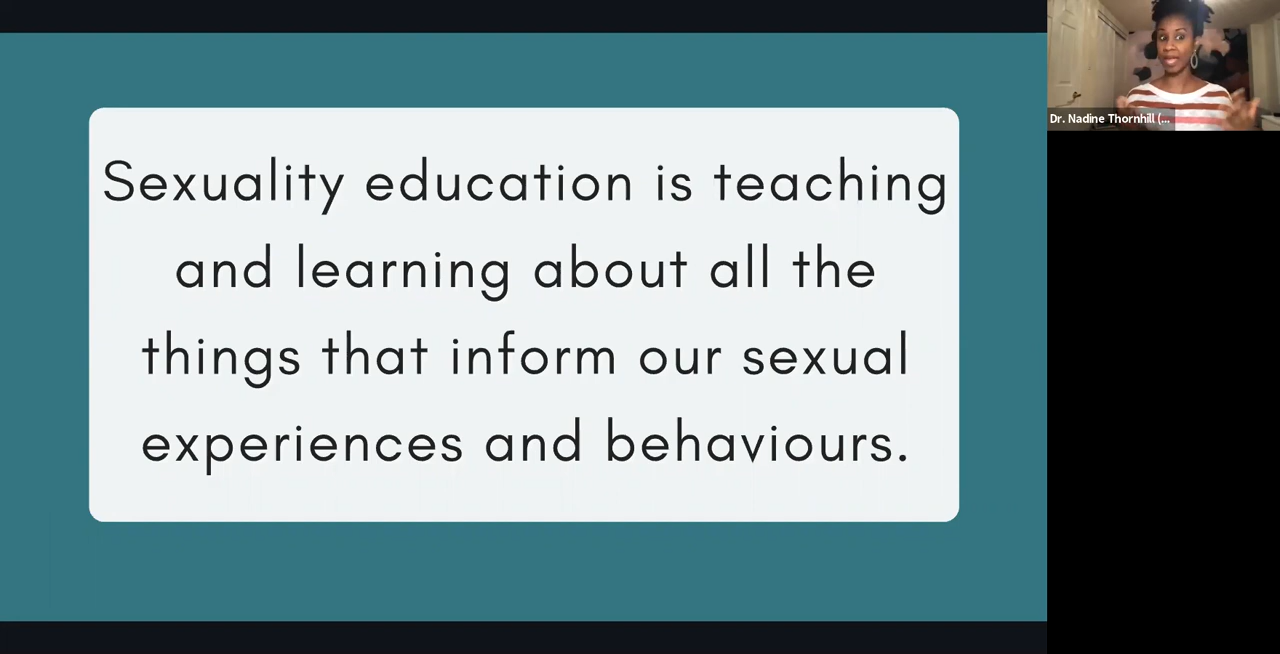 Sexuality education is teaching
and learning about all the
things that inform our sexual
experiences and behaviours.
Dr. Nadine Thornhill (...